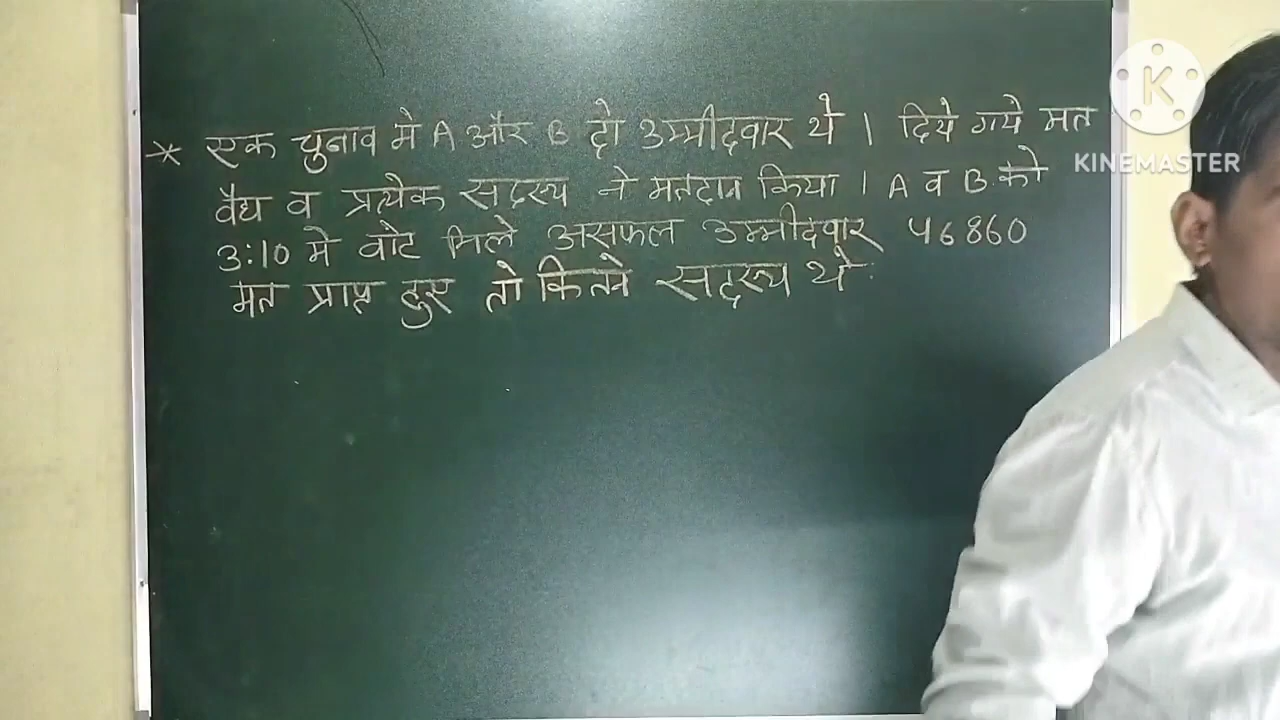 * एक चुनाव मे A और B दो उम्मीदवार थे । दिये गये मत
वैद्य व प्रत्येक सदस्य ने मतदान किया । A व B को
3:10 मे वोट मिले असफल उम्मीदवार 46860
मत प्राप्त हुए तो कितने सदस्य थे
K
KINEMASTER